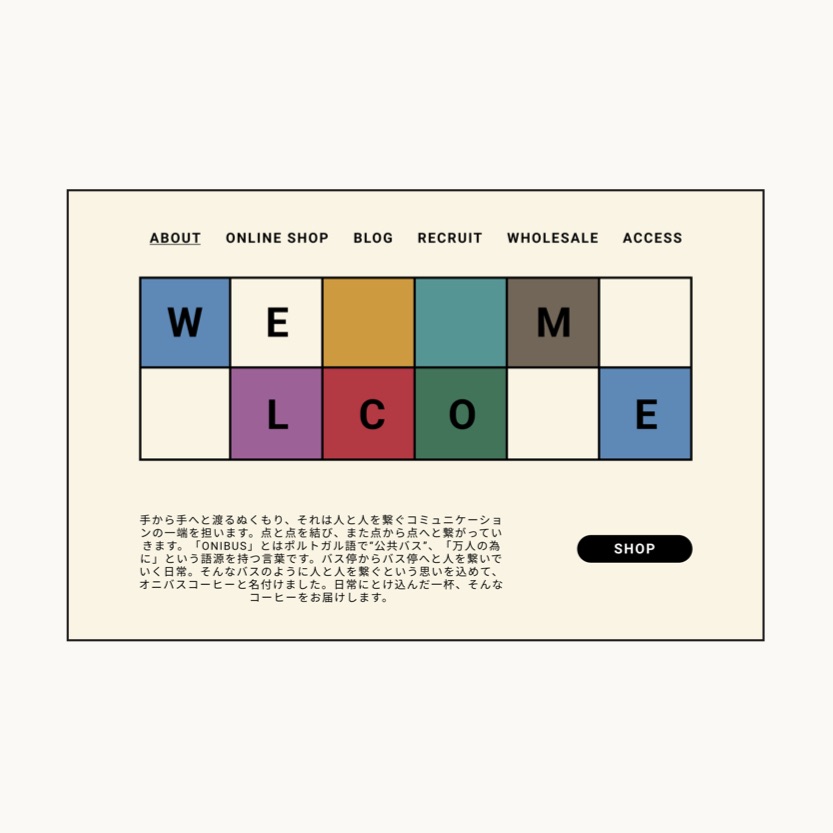 ABOUT ONLINE SHOP BLOG RECRUIT WHOLESALE ACCESS
W E M
L C O E
手から手へと渡るぬくもり、それは人と人を繋ぐコミュニケーショ
ンの一端を担います。点と点を結び、また点から点へと繋がってい
きます。「ONIBUS」とはポルトガル語で“公共バス”、「万人の為
に」という語源を持つ言葉です。バス停からバス停へと人を繋いで
いく日常。そんなバスのように人と人を繋ぐという思いを込めて、
オニバスコーヒーと名付けました。日常にとけ込んだ一杯、そんな
コーヒーをお届けします。
SHOP